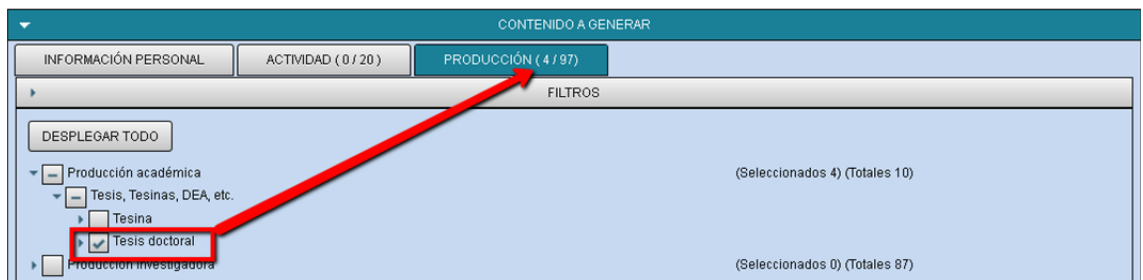 CONTENIDO A GENERAR
INFORMACIÓN PERSONAL ACTIVIDAD ( 0 / 20 ) PRODUCCIÓN ( 4 / 97)
FILTROS
DESPLEGAR TODO
Producción académica (Seleccionados 4) (Totales 10)
Tesis, Tesinas, DEA, etc.
Tesina
Tesis doctoral
Producción investigadora (Seleccionados 0) (Totales 87)